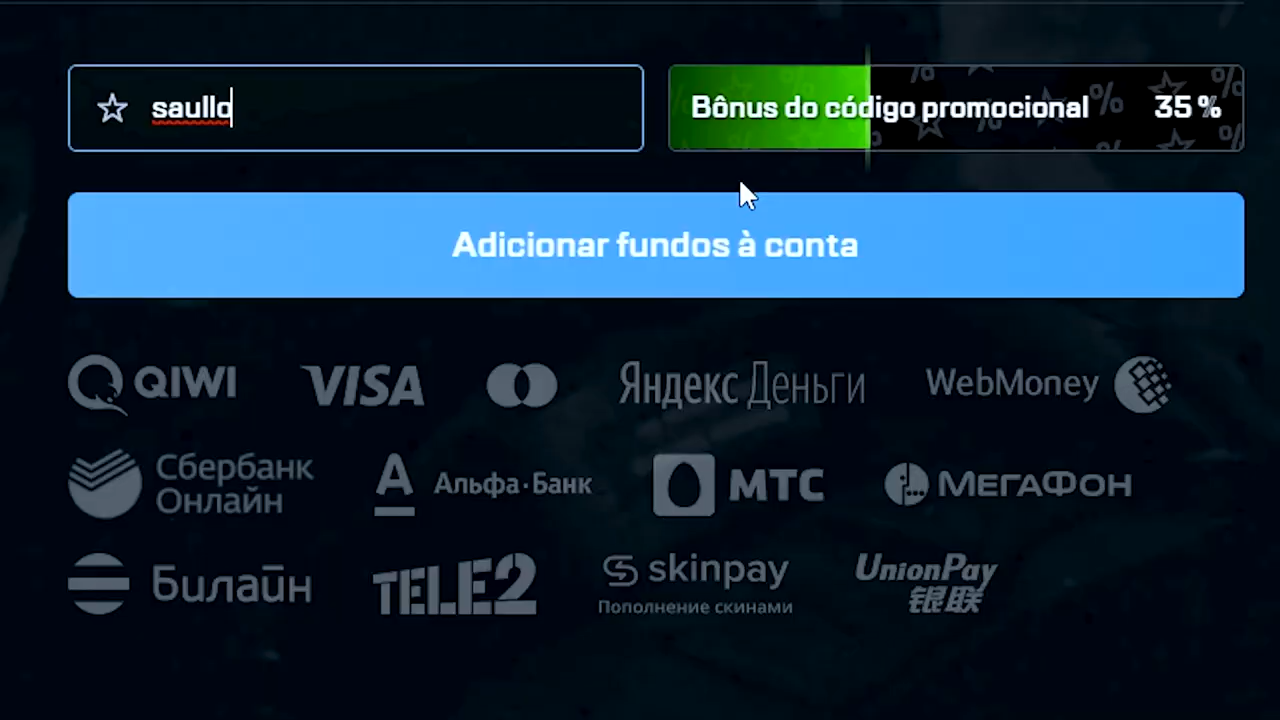 saullo
Bônus do código promocional 35 %
Adicionar fundos à conta
QIWI VISA Яндекс Деньги WebMoney
Сбербанк Онлайн Альфа·Банк МТС МЕГАФОН
Билайн TELE2 skinpay UnionPay
Пополнение скинами 银联